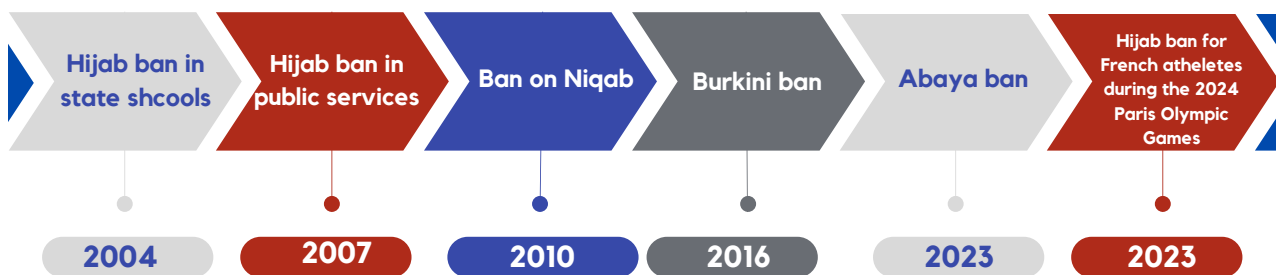 Hijab ban in
state shcools
Hijab ban in
public services
Ban on Niqab
Burkini ban
Abaya ban
Hijab ban for
French atheletes
during the 2024
Paris Olympic
Games
2004
2007
2010
2016
2023
2023